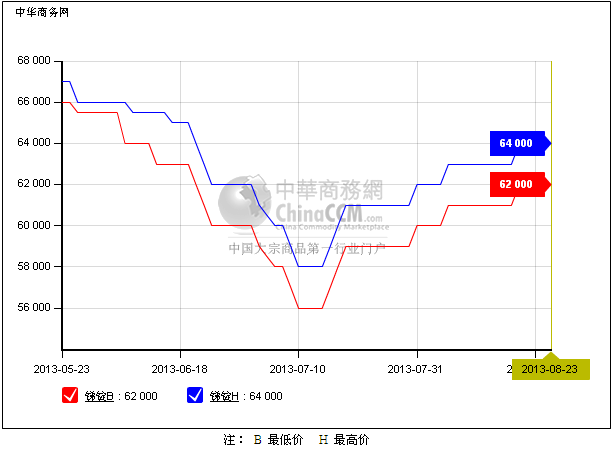 中华商务网
68 000
66 000
64 000
62 000
60 000
58 000
56 000
64 000
62 000
中華商務網
ChinaCCM.com
China Commodity Marketplace
中国大宗商品第一行业门户
2013-05-23
2013-06-18
2013-07-10
2013-07-31
2013-08-23
锑锭B : 62 000
锑锭H : 64 000
注： B 最低价 H 最高价